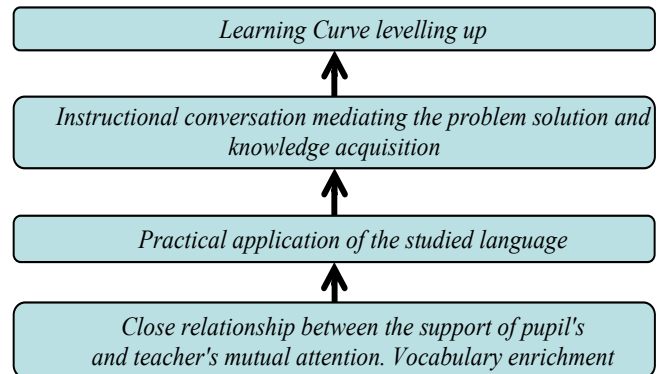 Learning Curve levelling up
Instructional conversation mediating the problem solution and
knowledge acquisition
Practical application of the studied language
Close relationship between the support of pupil's
and teacher's mutual attention. Vocabulary enrichment